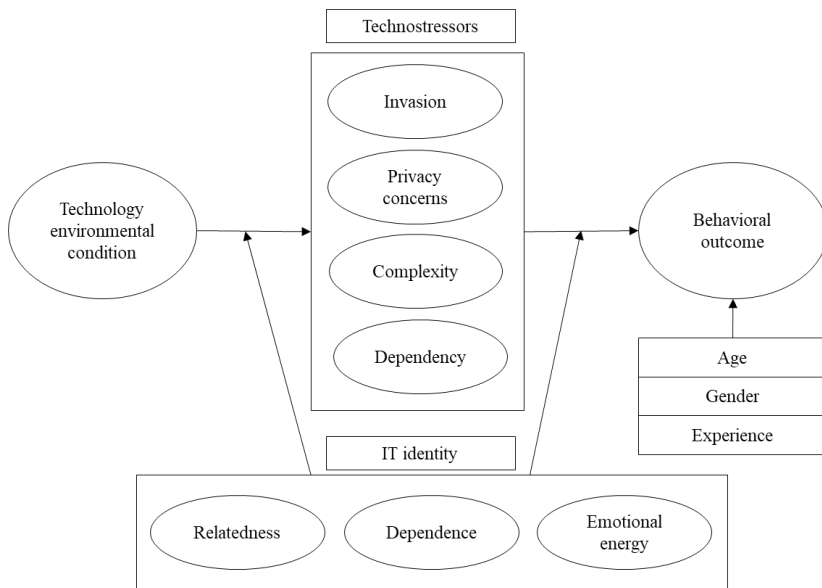 Technostressors
Invasion
Privacy
concerns
Complexity
Dependency
Technology
environmental
condition
Behavioral
outcome
Age
Gender
Experience
IT identity
Relatedness
Dependence
Emotional
energy